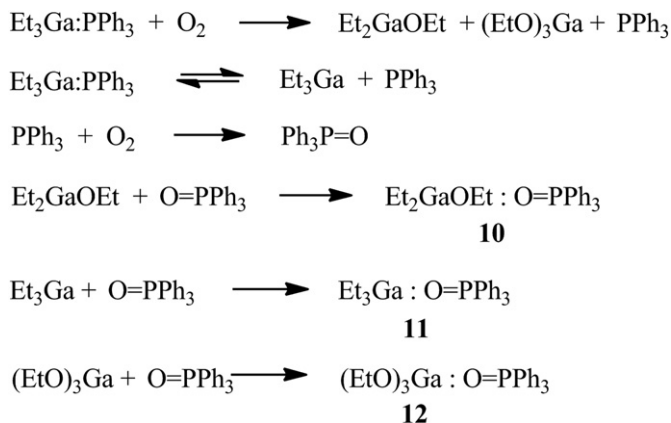 Et₃Ga:PPh₃ + O₂ ⟶ Et₂GaOEt + (EtO)₃Ga + PPh₃
Et₃Ga:PPh₃ ⇌ Et₃Ga + PPh₃
PPh₃ + O₂ ⟶ Ph₃P=O
Et₂GaOEt + O=PPh₃ ⟶ Et₂GaOEt : O=PPh₃
10
Et₃Ga + O=PPh₃ ⟶ Et₃Ga : O=PPh₃
11
(EtO)₃Ga + O=PPh₃ ⟶ (EtO)₃Ga : O=PPh₃
12